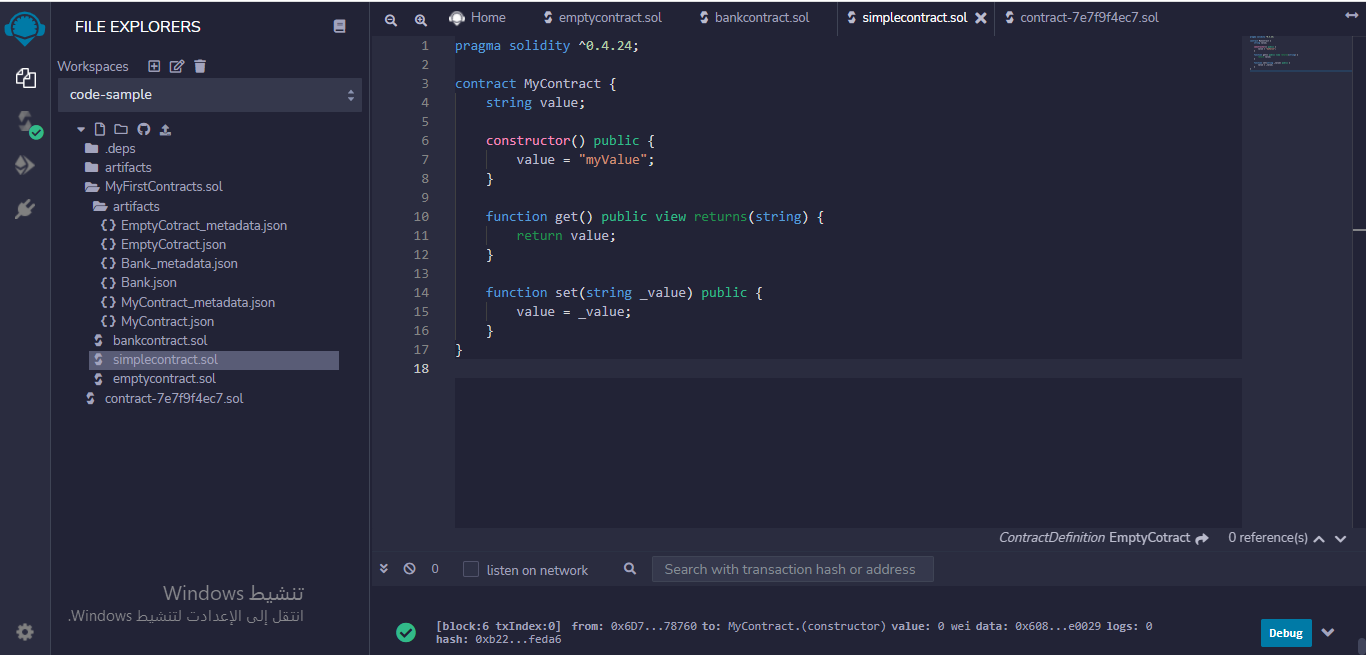 FILE EXPLORERS
Workspaces
code-sample
.deps
artifacts
MyFirstContracts.sol
artifacts
EmptyCotract_metadata.json
EmptyCotract.json
Bank_metadata.json
Bank.json
MyContract_metadata.json
MyContract.json
bankcontract.sol
simplecontract.sol
emptycontract.sol
contract-7e7f9f4ec7.sol
تنشيط Windows
انتقل إلى الإعدادت لتنشيط Windows.
Home emptycontract.sol bankcontract.sol simplecontract.sol contract-7e7f9f4ec7.sol
1 pragma solidity ^0.4.24;
2
3 contract MyContract {
4 string value;
5
6 constructor() public {
7 value = "myValue";
8 }
9
10 function get() public view returns(string) {
11 return value;
12 }
13
14 function set(string _value) public {
15 value = _value;
16 }
17 }
18
ContractDefinition EmptyCotract 0 reference(s)
0 listen on network Search with transaction hash or address
[block:6 txIndex:0] from: 0x6D7...78760 to: MyContract.(constructor) value: 0 wei data: 0x608...e0029 logs: 0
hash: 0xb22...feda6
Debug